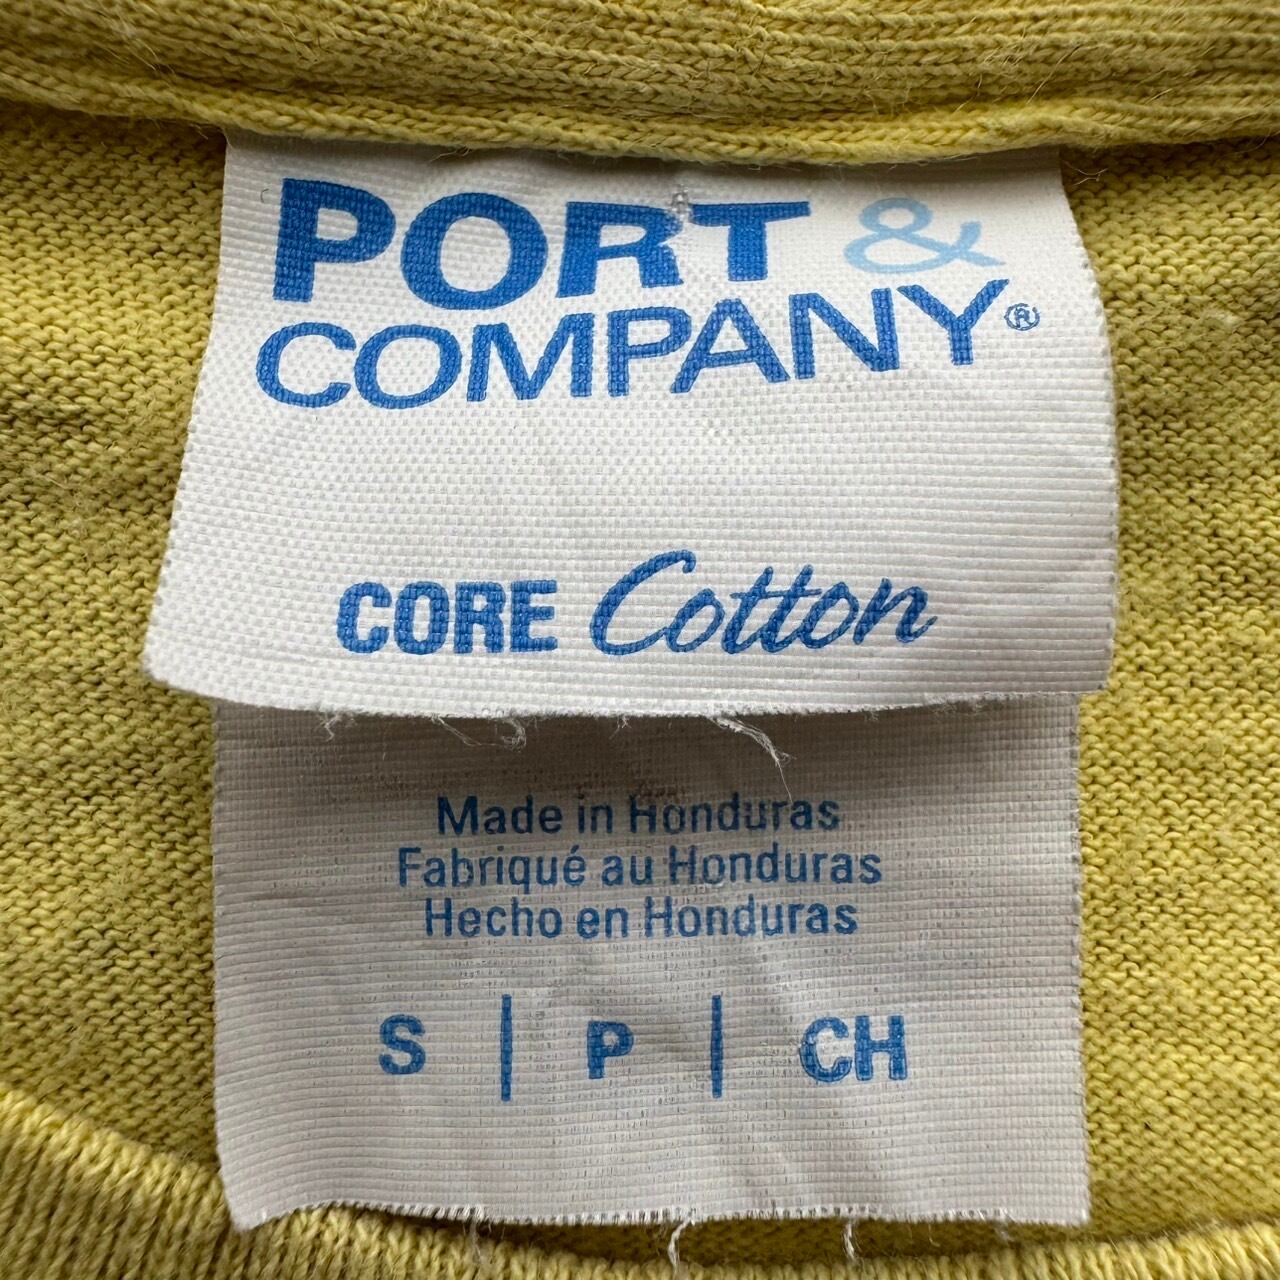 PORT &
COMPANY®
CORE Cotton
Made in Honduras
Fabriqué au Honduras
Hecho en Honduras
S | P | CH